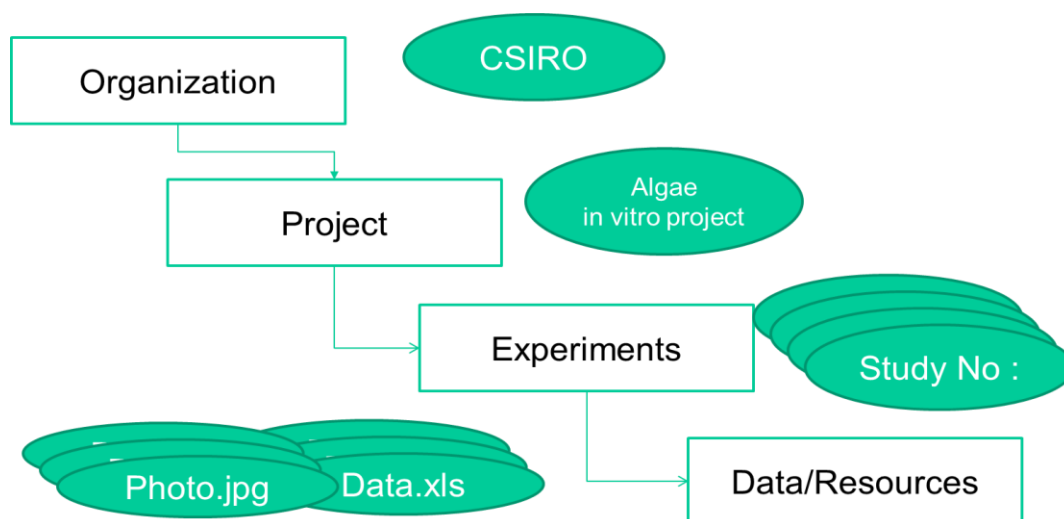 CSIRO
Organization
Algae
in vitro project
Project
Experiments
Study No :
Photo.jpg
Data.xls
Data/Resources